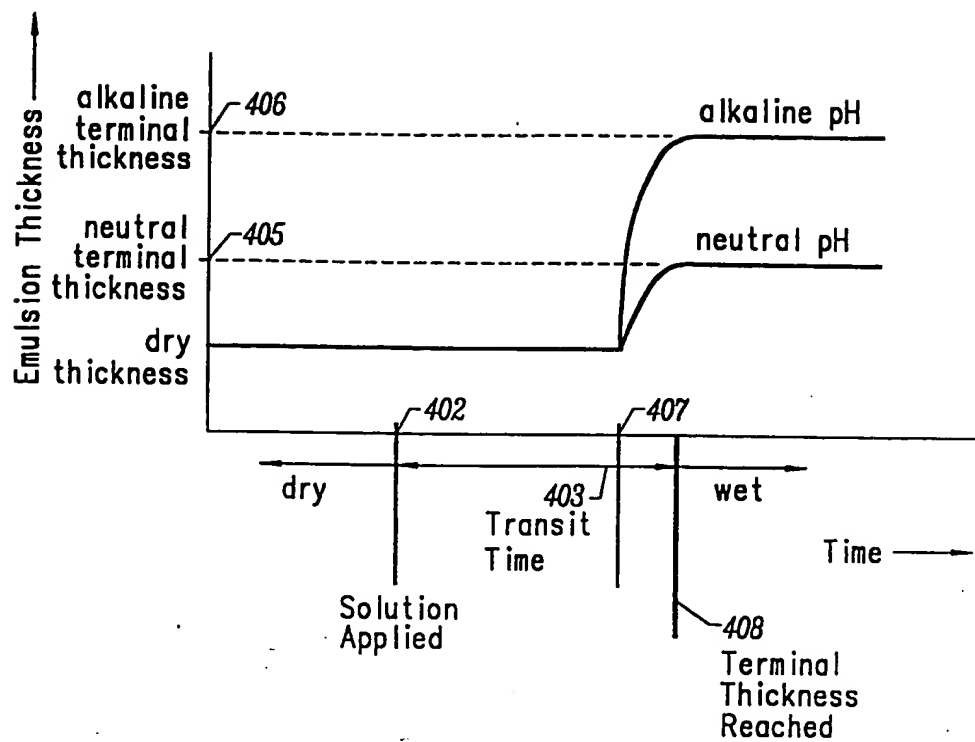 Emulsion Thickness
alkaline
terminal
thickness
406
alkaline pH
neutral
terminal
thickness
405
neutral pH
dry
thickness
402
407
dry
403
wet
Transit
Time
Time
Solution
Applied
408
Terminal
Thickness
Reached